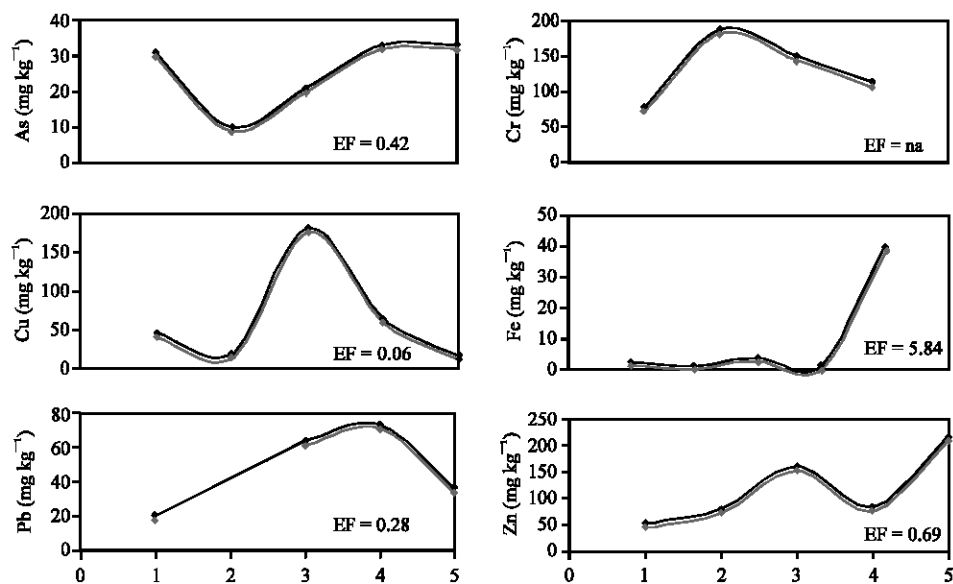 As (mg kg⁻¹)
40
30
20
10
0
EF = 0.42
Cr (mg kg⁻¹)
200
150
100
50
0
EF = na
Cu (mg kg⁻¹)
200
150
100
50
0
EF = 0.06
Fe (mg kg⁻¹)
50
40
30
20
10
0
EF = 5.84
Pb (mg kg⁻¹)
80
60
40
20
0
EF = 0.28
0 1 2 3 4 5
Zn (mg kg⁻¹)
250
200
150
100
50
0
EF = 0.69
0 1 2 3 4 5